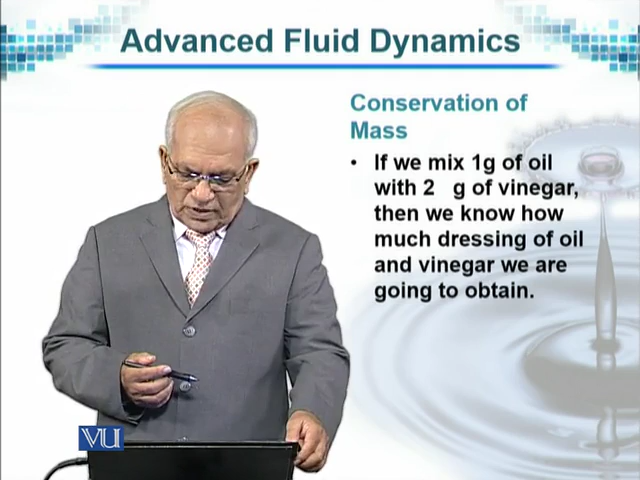 Advanced Fluid Dynamics
Conservation of
Mass
• If we mix 1g of oil
with 2 g of vinegar,
then we know how
much dressing of oil
and vinegar we are
going to obtain.
VU